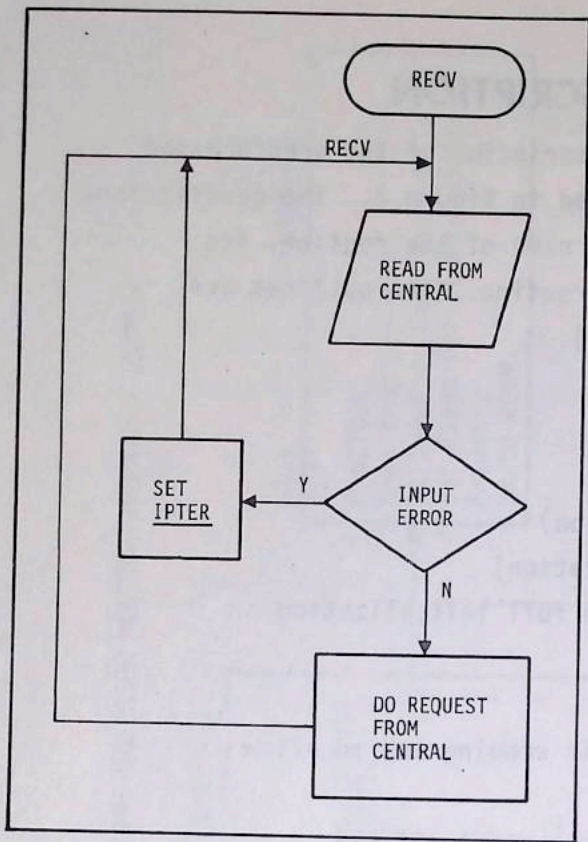 RECV
RECV
READ FROM
CENTRAL
INPUT
ERROR
Y
SET
IPTER
N
DO REQUEST
FROM
CENTRAL